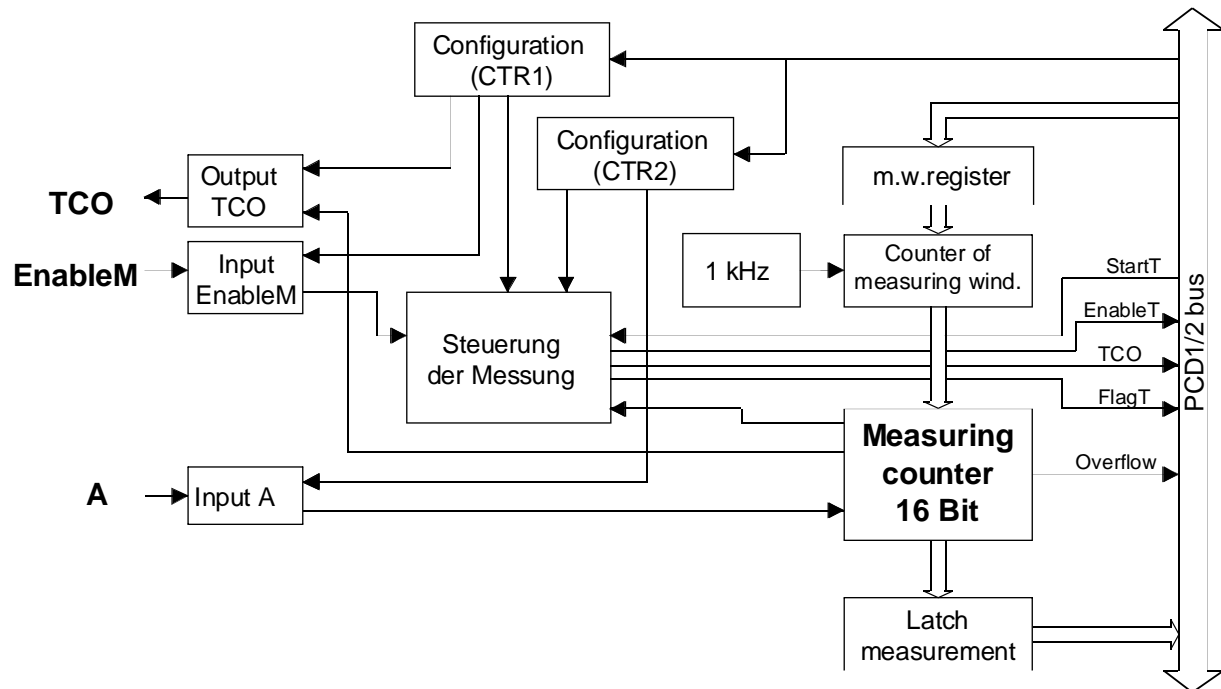 Configuration
(CTR1)
Configuration
(CTR2)
Output
TCO
TCO
m.w.register
Input
EnableM
EnableM
1 kHz
Counter of
measuring wind.
StartT
EnableT
TCO
FlagT
PCD1/2 bus
Steuerung
der Messung
Measuring
counter
16 Bit
Overflow
A
Input A
Latch
measurement